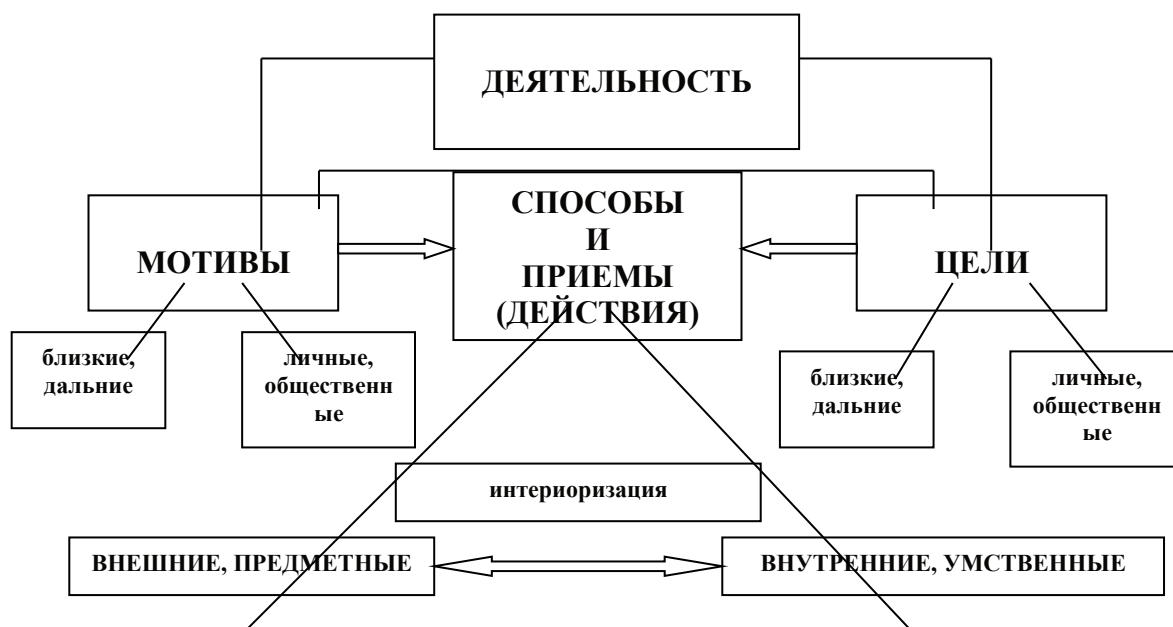 ДЕЯТЕЛЬНОСТЬ
МОТИВЫ
СПОСОБЫ
И
ПРИЕМЫ
(ДЕЙСТВИЯ)
ЦЕЛИ
близкие,
дальние
личные,
общественн
ые
близкие,
дальние
личные,
общественн
ые
интериоризация
ВНЕШНИЕ, ПРЕДМЕТНЫЕ
ВНУТРЕННИЕ, УМСТВЕННЫЕ